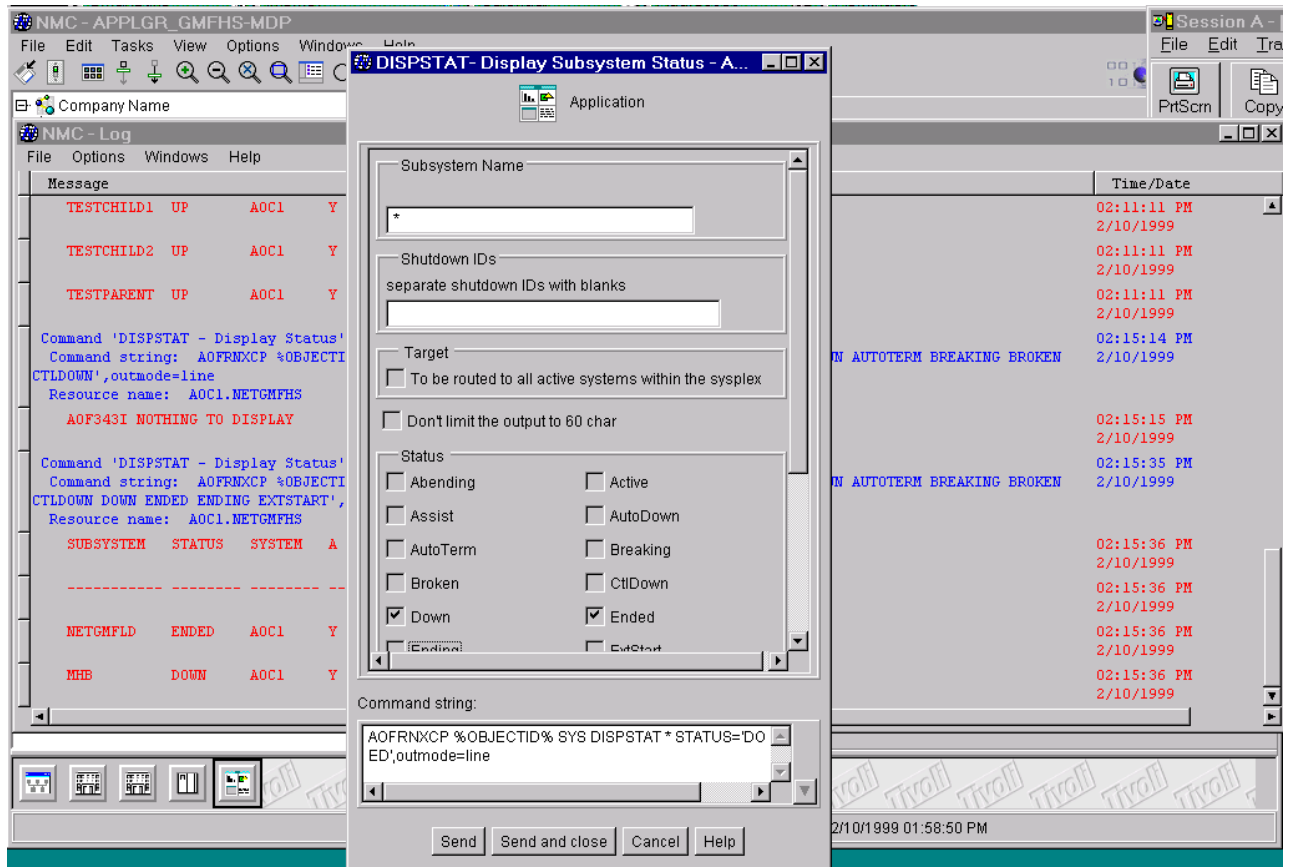 NMC - APPLGR_GMFHS-MDP
File Edit Tasks View Options Windows Help
Company Name
NMC - Log
File Options Windows Help
Message
Time/Date
TESTCHILD1 UP AOC1 Y
02:11:11 PM
2/10/1999
TESTCHILD2 UP AOC1 Y
02:11:11 PM
2/10/1999
TESTPARENT UP AOC1 Y
02:11:11 PM
2/10/1999
Command 'DISPSTAT - Display Status'
02:15:14 PM
Command string: AOFRNXCP %OBJECTI
N AUTOTERM BREAKING BROKEN
2/10/1999
CTLDOWN',outmode=line
Resource name: AOC1.NETGMFHS
AOF343I NOTHING TO DISPLAY
02:15:15 PM
2/10/1999
Command 'DISPSTAT - Display Status'
02:15:35 PM
Command string: AOFRNXCP %OBJECTI
N AUTOTERM BREAKING BROKEN
2/10/1999
CTLDOWN DOWN ENDED ENDING EXTSTART',
Resource name: AOC1.NETGMFHS
SUBSYSTEM STATUS SYSTEM A
02:15:36 PM
2/10/1999
----------- -------- -------- --
02:15:36 PM
2/10/1999
NETGMFLD ENDED AOC1 Y
02:15:36 PM
2/10/1999
MHB DOWN AOC1 Y
02:15:36 PM
2/10/1999
DISPSTAT- Display Subsystem Status - A...
Application
Subsystem Name
*
Shutdown IDs
separate shutdown IDs with blanks
Target
To be routed to all active systems within the sysplex
Don't limit the output to 60 char
Status
Abending Active
Assist AutoDown
AutoTerm Breaking
Broken CtlDown
Down Ended
Ending ExtStart
Command string:
AOFRNXCP %OBJECTID% SYS DISPSTAT * STATUS='DO
ED',outmode=line
Send Send and close Cancel Help
Session A - [
File Edit Tra
PrtScrn Copy
Tivoli Tivoli Tivoli Tivoli Tivoli Tivoli
2/10/1999 01:58:50 PM